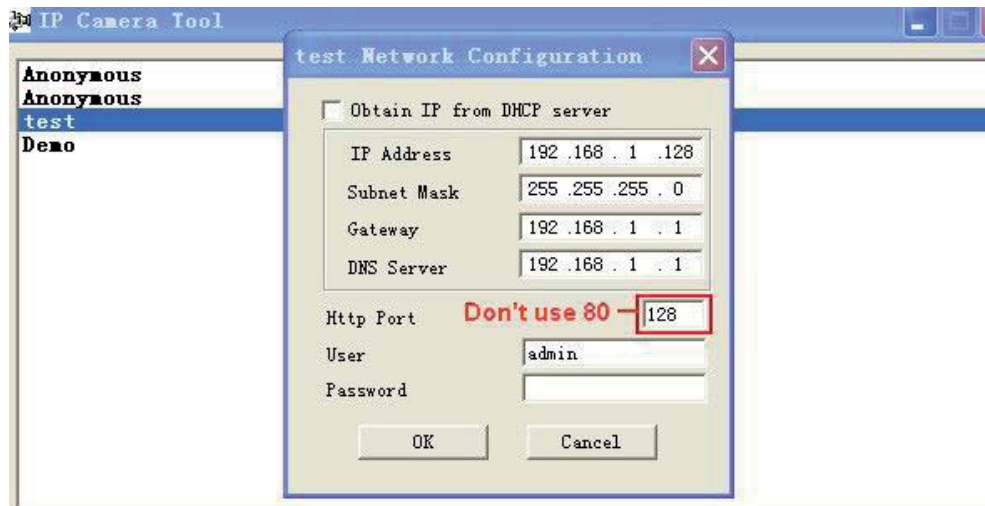 IP Camera Tool
Anonymous
Anonymous
test
Demo
test Network Configuration
Obtain IP from DHCP server
IP Address 192 .168 . 1 .128
Subnet Mask 255 .255 .255 . 0
Gateway 192 .168 . 1 . 1
DNS Server 192 .168 . 1 . 1
Http Port Don't use 80 128
User admin
Password
OK Cancel